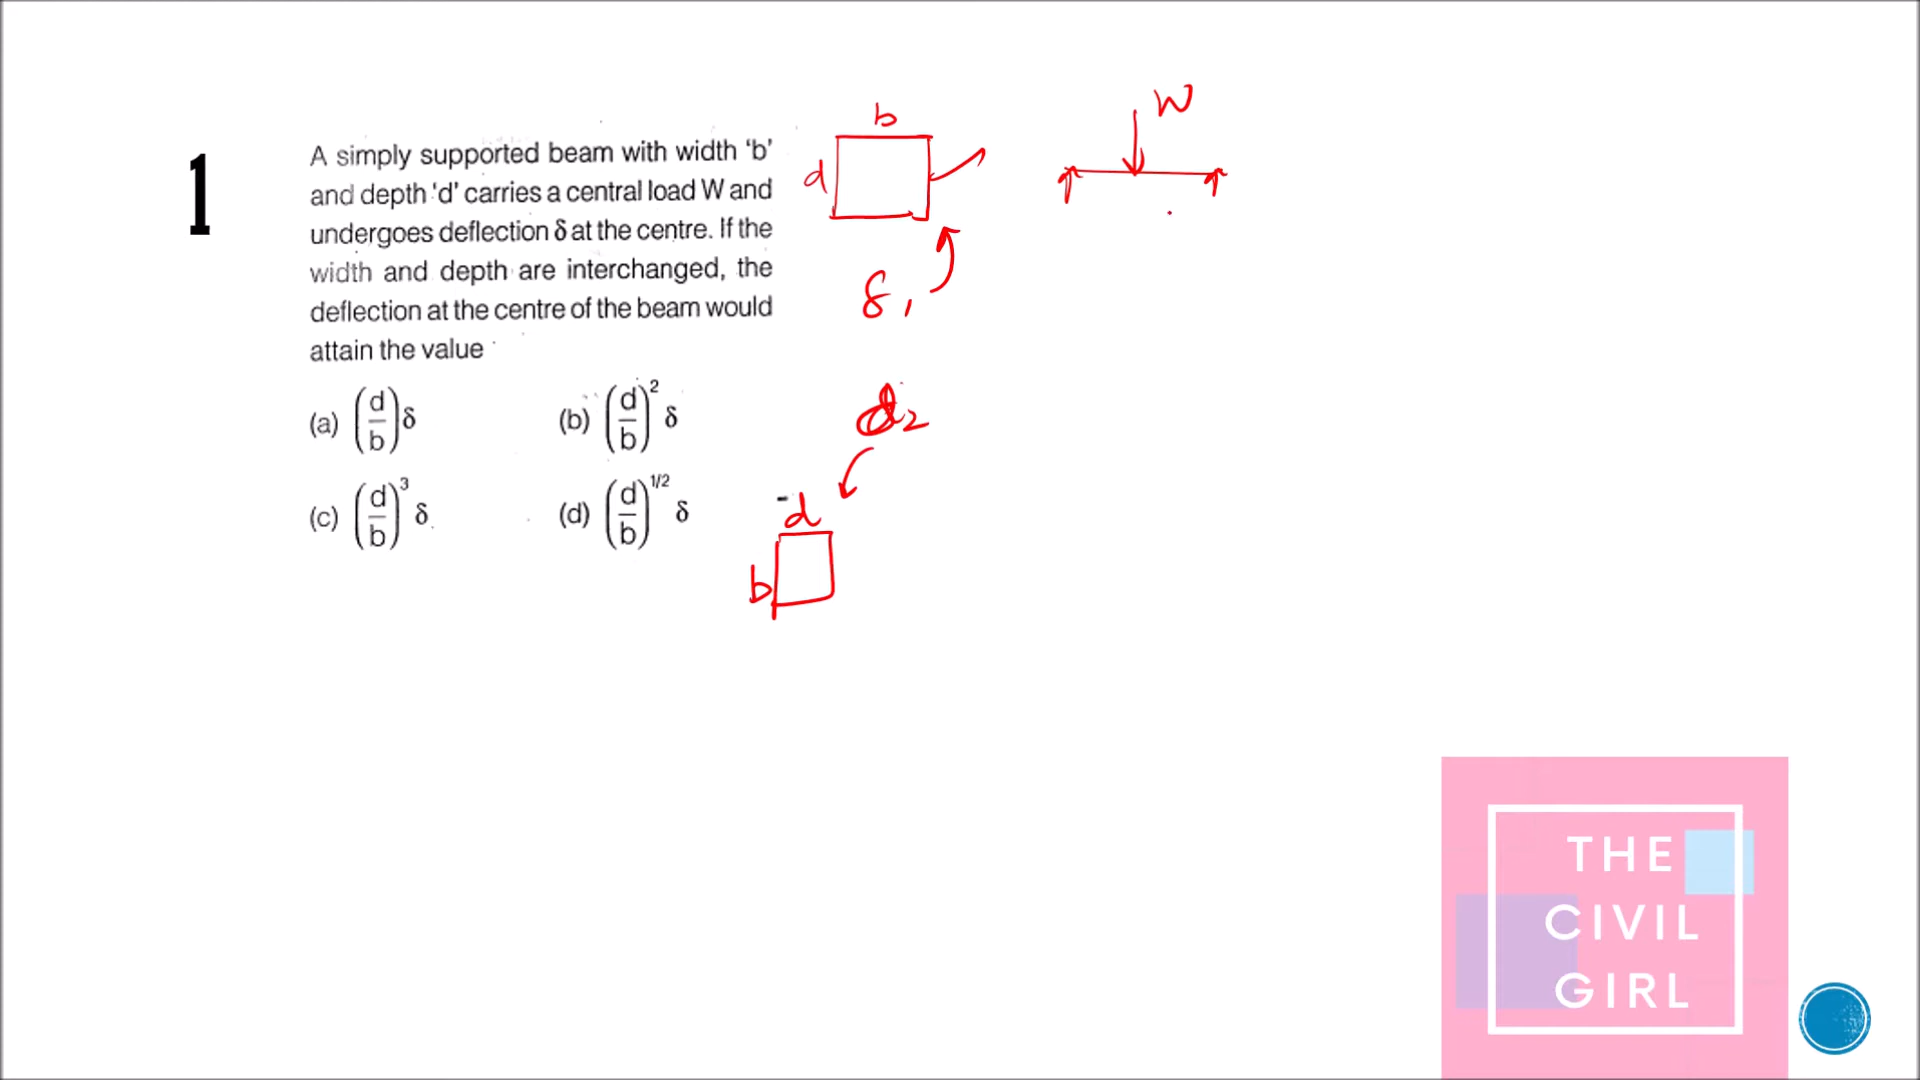 1
A simply supported beam with width ‘b’
and depth ‘d’ carries a central load W and
undergoes deflection δ at the centre. If the
width and depth are interchanged, the
deflection at the centre of the beam would
attain the value
(a) (d/b)δ (b) (d/b)² δ
(c) (d/b)³ δ (d) (d/b)^1/2 δ
b
d
W
δ₁
d₂
d
b
THE
CIVIL
GIRL